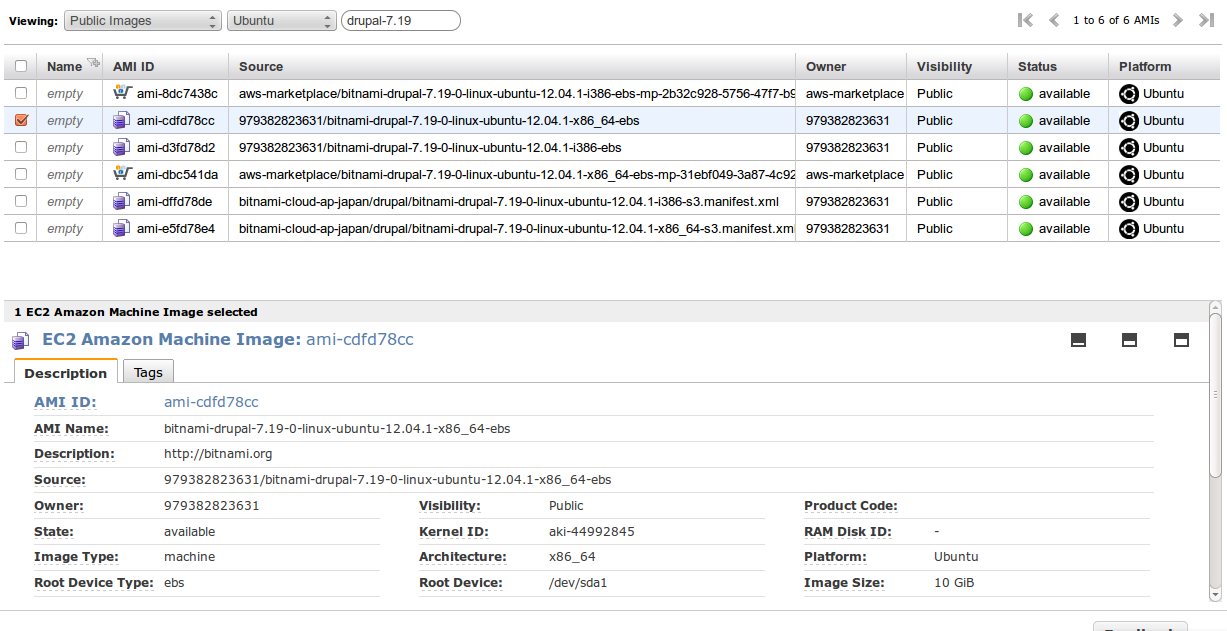 Viewing: Public Images Ubuntu drupal-7.19 1 to 6 of 6 AMIs
Name AMI ID Source Owner Visibility Status Platform
empty ami-8dc7438c aws-marketplace/bitnami-drupal-7.19-0-linux-ubuntu-12.04.1-i386-ebs-mp-2b32c928-5756-47f7-b9 aws-marketplace Public available Ubuntu
empty ami-cdfd78cc 979382823631/bitnami-drupal-7.19-0-linux-ubuntu-12.04.1-x86_64-ebs 979382823631 Public available Ubuntu
empty ami-d3fd78d2 979382823631/bitnami-drupal-7.19-0-linux-ubuntu-12.04.1-i386-ebs 979382823631 Public available Ubuntu
empty ami-dbc541da aws-marketplace/bitnami-drupal-7.19-0-linux-ubuntu-12.04.1-x86_64-ebs-mp-31ebf049-3a87-4c92 aws-marketplace Public available Ubuntu
empty ami-dffd78de bitnami-cloud-ap-japan/drupal/bitnami-drupal-7.19-0-linux-ubuntu-12.04.1-i386-s3.manifest.xml 979382823631 Public available Ubuntu
empty ami-e5fd78e4 bitnami-cloud-ap-japan/drupal/bitnami-drupal-7.19-0-linux-ubuntu-12.04.1-x86_64-s3.manifest.xml 979382823631 Public available Ubuntu
1 EC2 Amazon Machine Image selected
EC2 Amazon Machine Image: ami-cdfd78cc
Description Tags
AMI ID: ami-cdfd78cc
AMI Name: bitnami-drupal-7.19-0-linux-ubuntu-12.04.1-x86_64-ebs
Description: http://bitnami.org
Source: 979382823631/bitnami-drupal-7.19-0-linux-ubuntu-12.04.1-x86_64-ebs
Owner: 979382823631 Visibility: Public Product Code:
State: available Kernel ID: aki-44992845 RAM Disk ID: -
Image Type: machine Architecture: x86_64 Platform: Ubuntu
Root Device Type: ebs Root Device: /dev/sda1 Image Size: 10 GiB